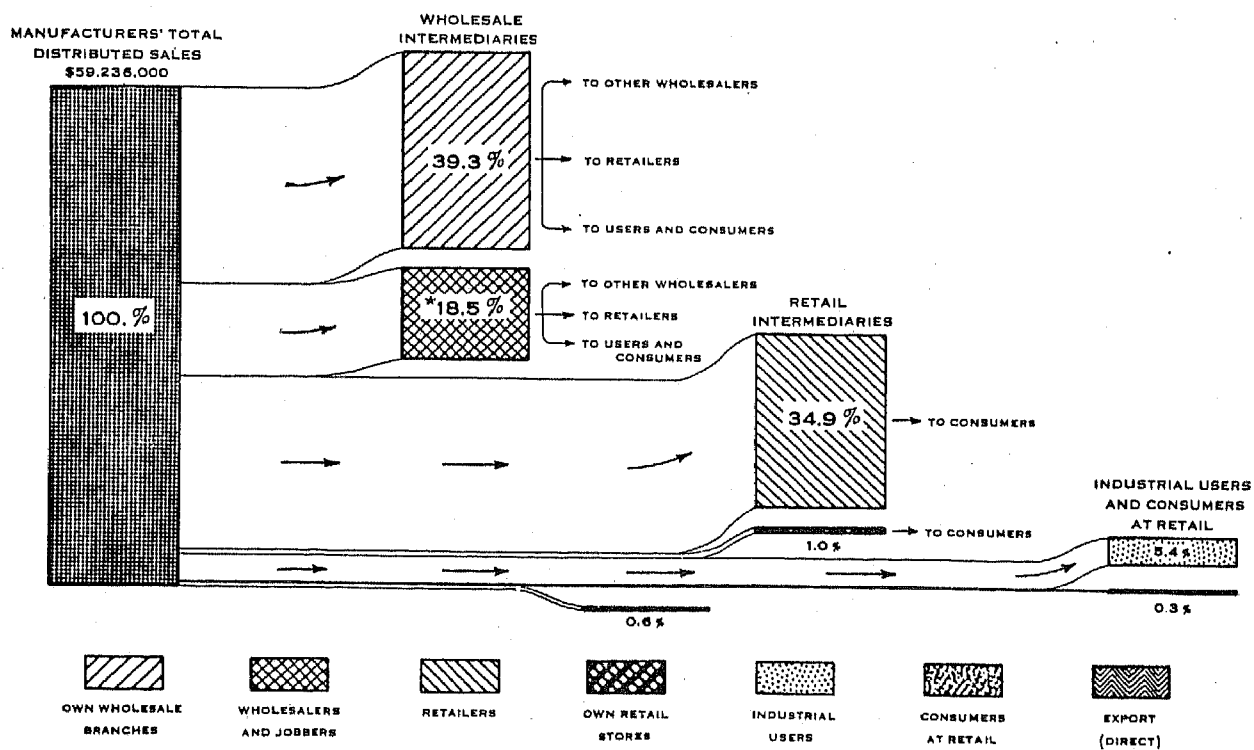 MANUFACTURERS' TOTAL
DISTRIBUTED SALES
$59,236,000
100. %
WHOLESALE
INTERMEDIARIES
39.3 %
TO OTHER WHOLESALERS
TO RETAILERS
TO USERS AND CONSUMERS
*18.5 %
TO OTHER WHOLESALERS
TO RETAILERS
TO USERS AND
CONSUMERS
RETAIL
INTERMEDIARIES
34.9 %
TO CONSUMERS
1.0 %
TO CONSUMERS
INDUSTRIAL USERS
AND CONSUMERS
AT RETAIL
5.4 %
0.3 %
0.6 %
OWN WHOLESALE
BRANCHES
WHOLESALERS
AND JOBBERS
RETAILERS
OWN RETAIL
STORES
INDUSTRIAL
USERS
CONSUMERS
AT RETAIL
EXPORT
(DIRECT)